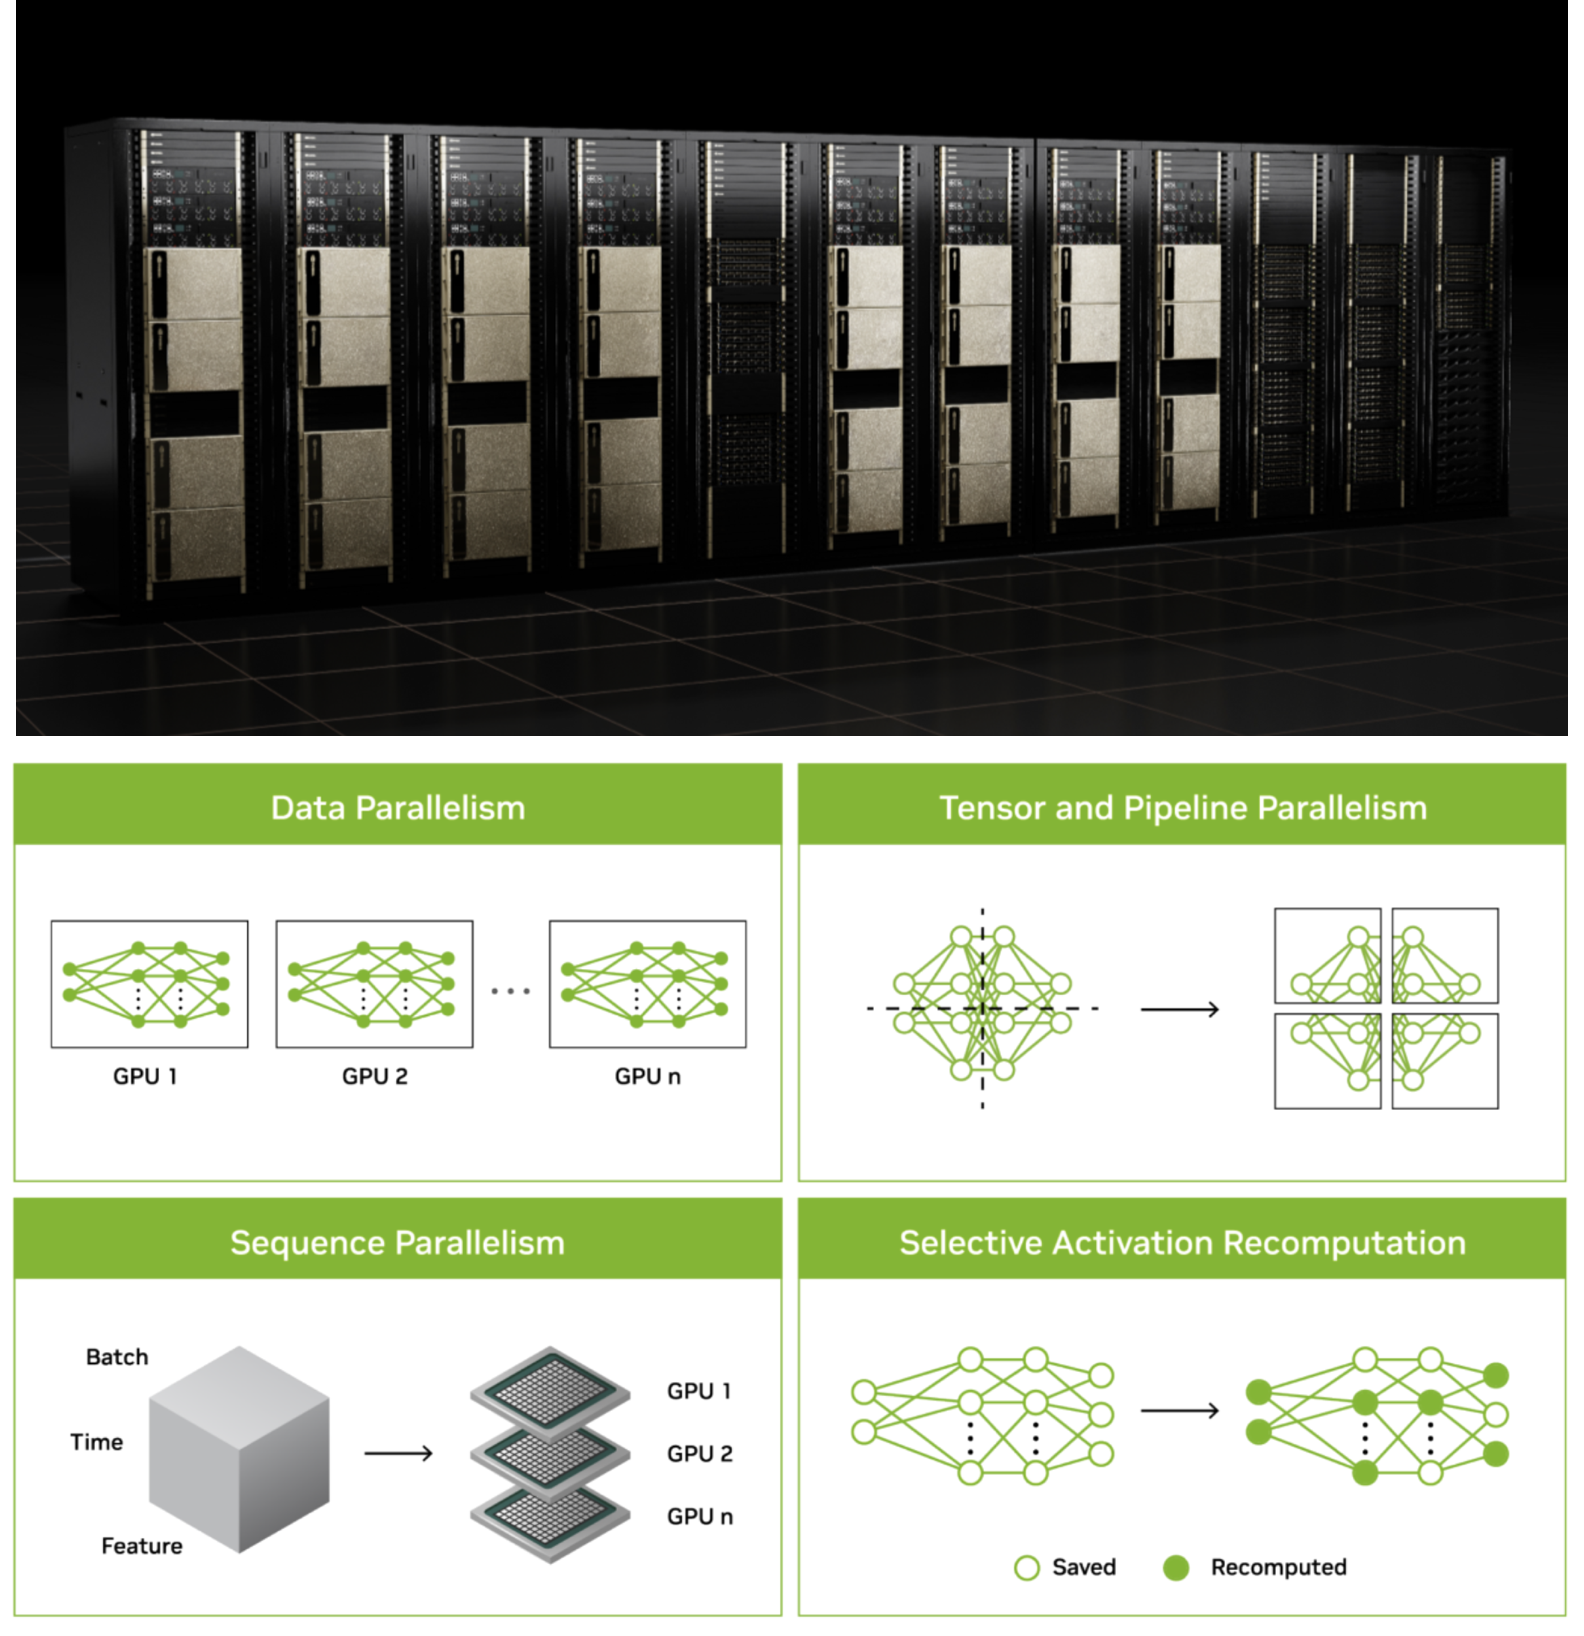 Data Parallelism
Tensor and Pipeline Parallelism
GPU 1
GPU 2
GPU n
Sequence Parallelism
Selective Activation Recomputation
Batch
Time
Feature
GPU 1
GPU 2
GPU n
Saved
Recomputed